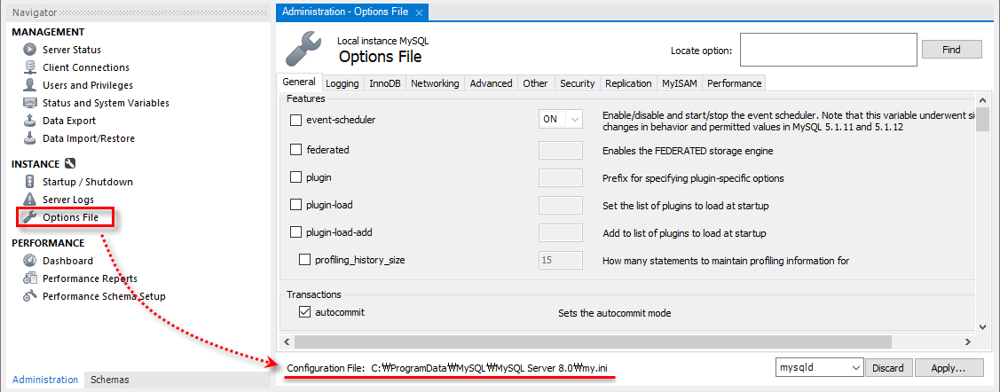 Navigator
MANAGEMENT
Server Status
Client Connections
Users and Privileges
Status and System Variables
Data Export
Data Import/Restore
INSTANCE
Startup / Shutdown
Server Logs
Options File
PERFORMANCE
Dashboard
Performance Reports
Performance Schema Setup
Administration
Schemas
Administration - Options File
Local instance MySQL
Options File
Locate option:
Find
General
Logging
InnoDB
Networking
Advanced
Other
Security
Replication
MyISAM
Performance
Features
event-scheduler
ON
Enable/disable and start/stop the event scheduler. Note that this variable underwent si
changes in behavior and permitted values in MySQL 5.1.11 and 5.1.12
federated
Enables the FEDERATED storage engine
plugin
Prefix for specifying plugin-specific options
plugin-load
Set the list of plugins to load at startup
plugin-load-add
Add to list of plugins to load at startup
profiling_history_size
15
How many statements to maintain profiling information for
Transactions
autocommit
Sets the autocommit mode
Configuration File: C:₩ProgramData₩MySQL₩MySQL Server 8.0₩my.ini
mysqld
Discard
Apply...